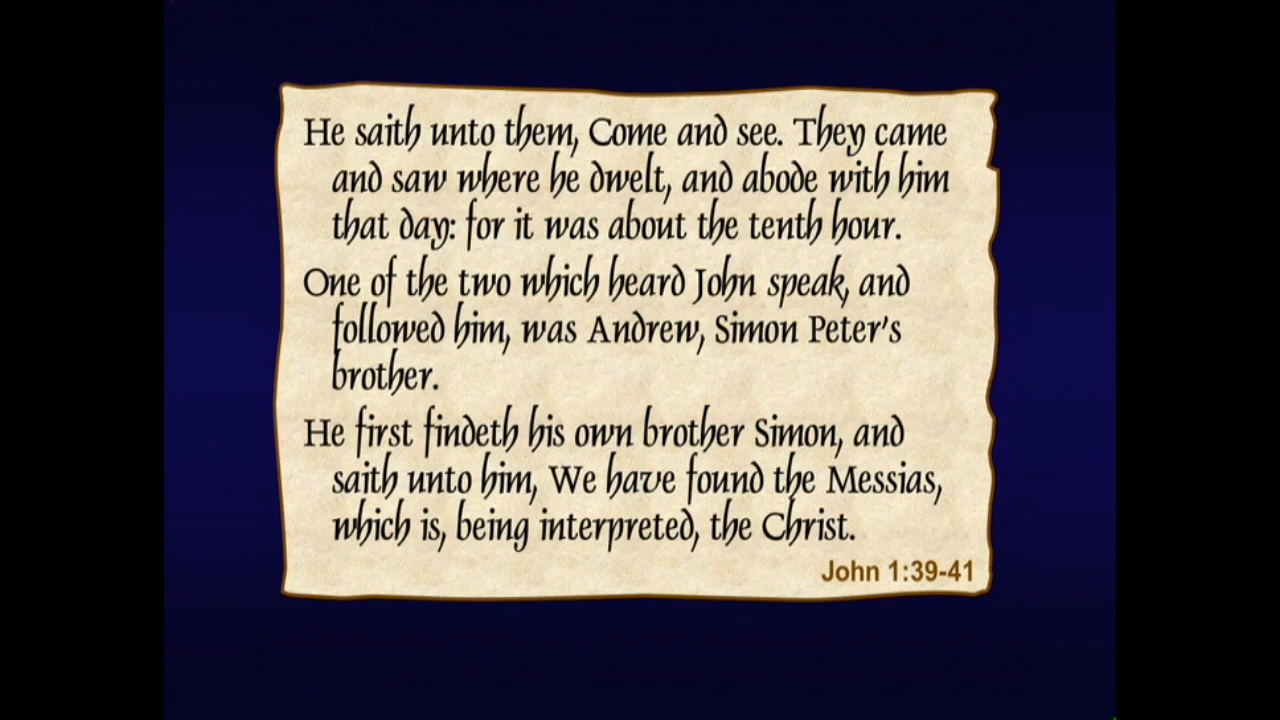 He saith unto them, Come and see. They came
and saw where he dwelt, and abode with him
that day: for it was about the tenth hour.
One of the two which heard John speak, and
followed him, was Andrew, Simon Peter's
brother.
He first findeth his own brother Simon, and
saith unto him, We have found the Messias,
which is, being interpreted, the Christ.
John 1:39-41